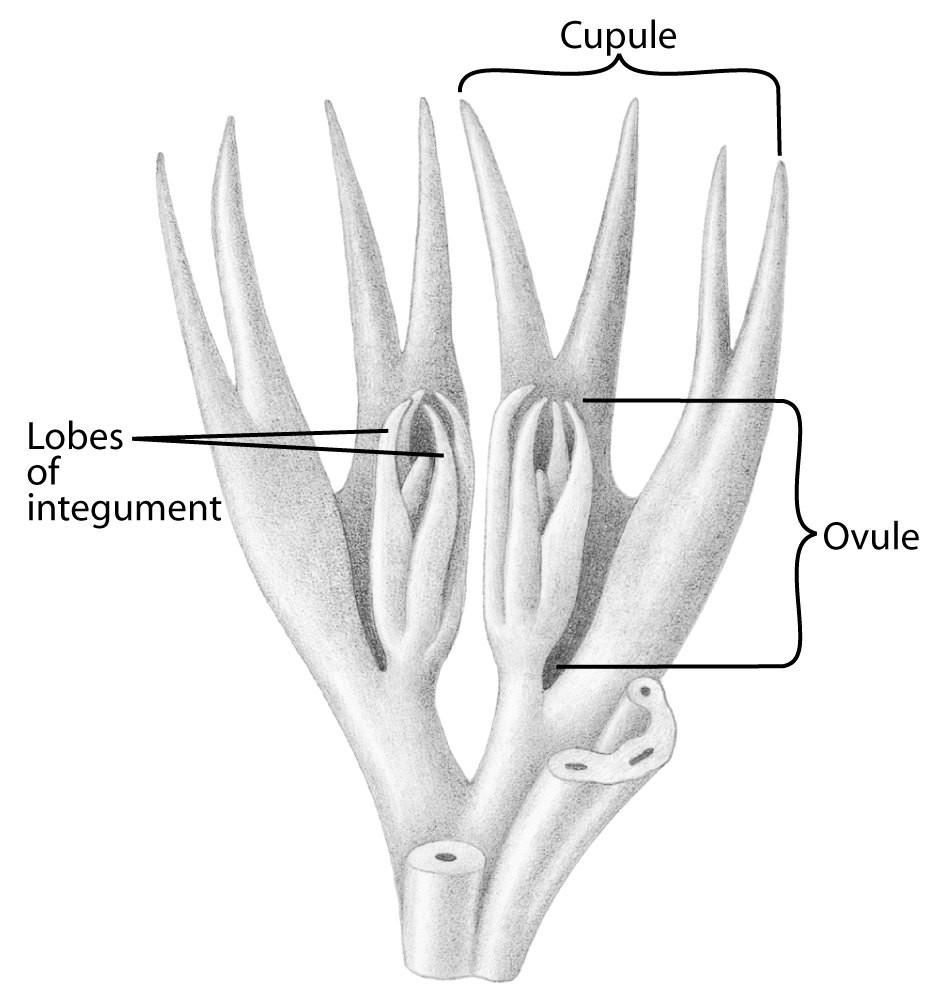 Cupule
Lobes
of
integument
Ovule